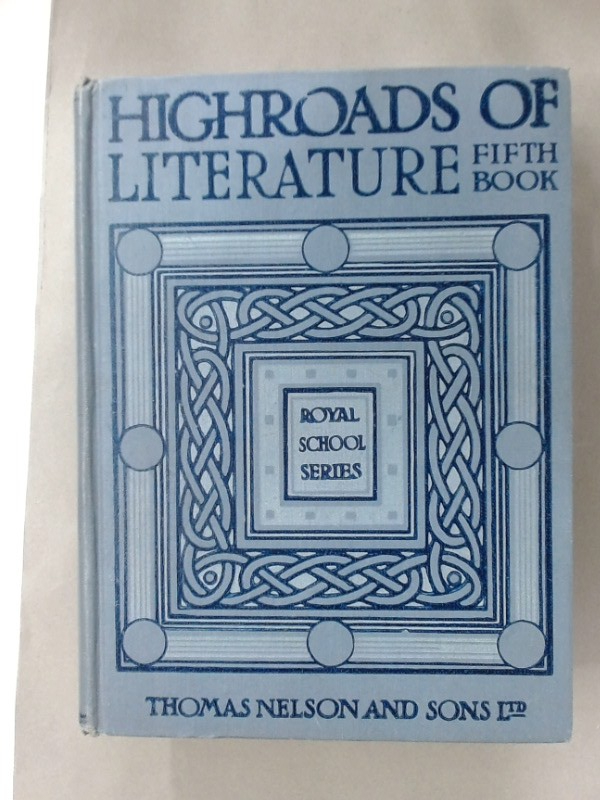 HIGHROADS OF
LITERATURE FIFTH
BOOK
ROYAL
SCHOOL
SERIES
THOMAS NELSON AND SONS LTD